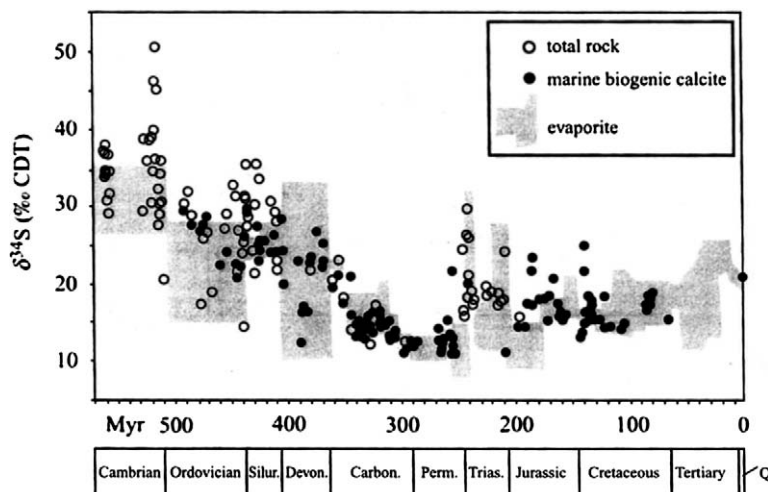 50
40
30
20
10
δ³⁴S (‰ CDT)
total rock
marine biogenic calcite
evaporite
Myr 500 400 300 200 100 0
Cambrian Ordovician Silur. Devon. Carbon. Perm. Trias. Jurassic Cretaceous Tertiary Q